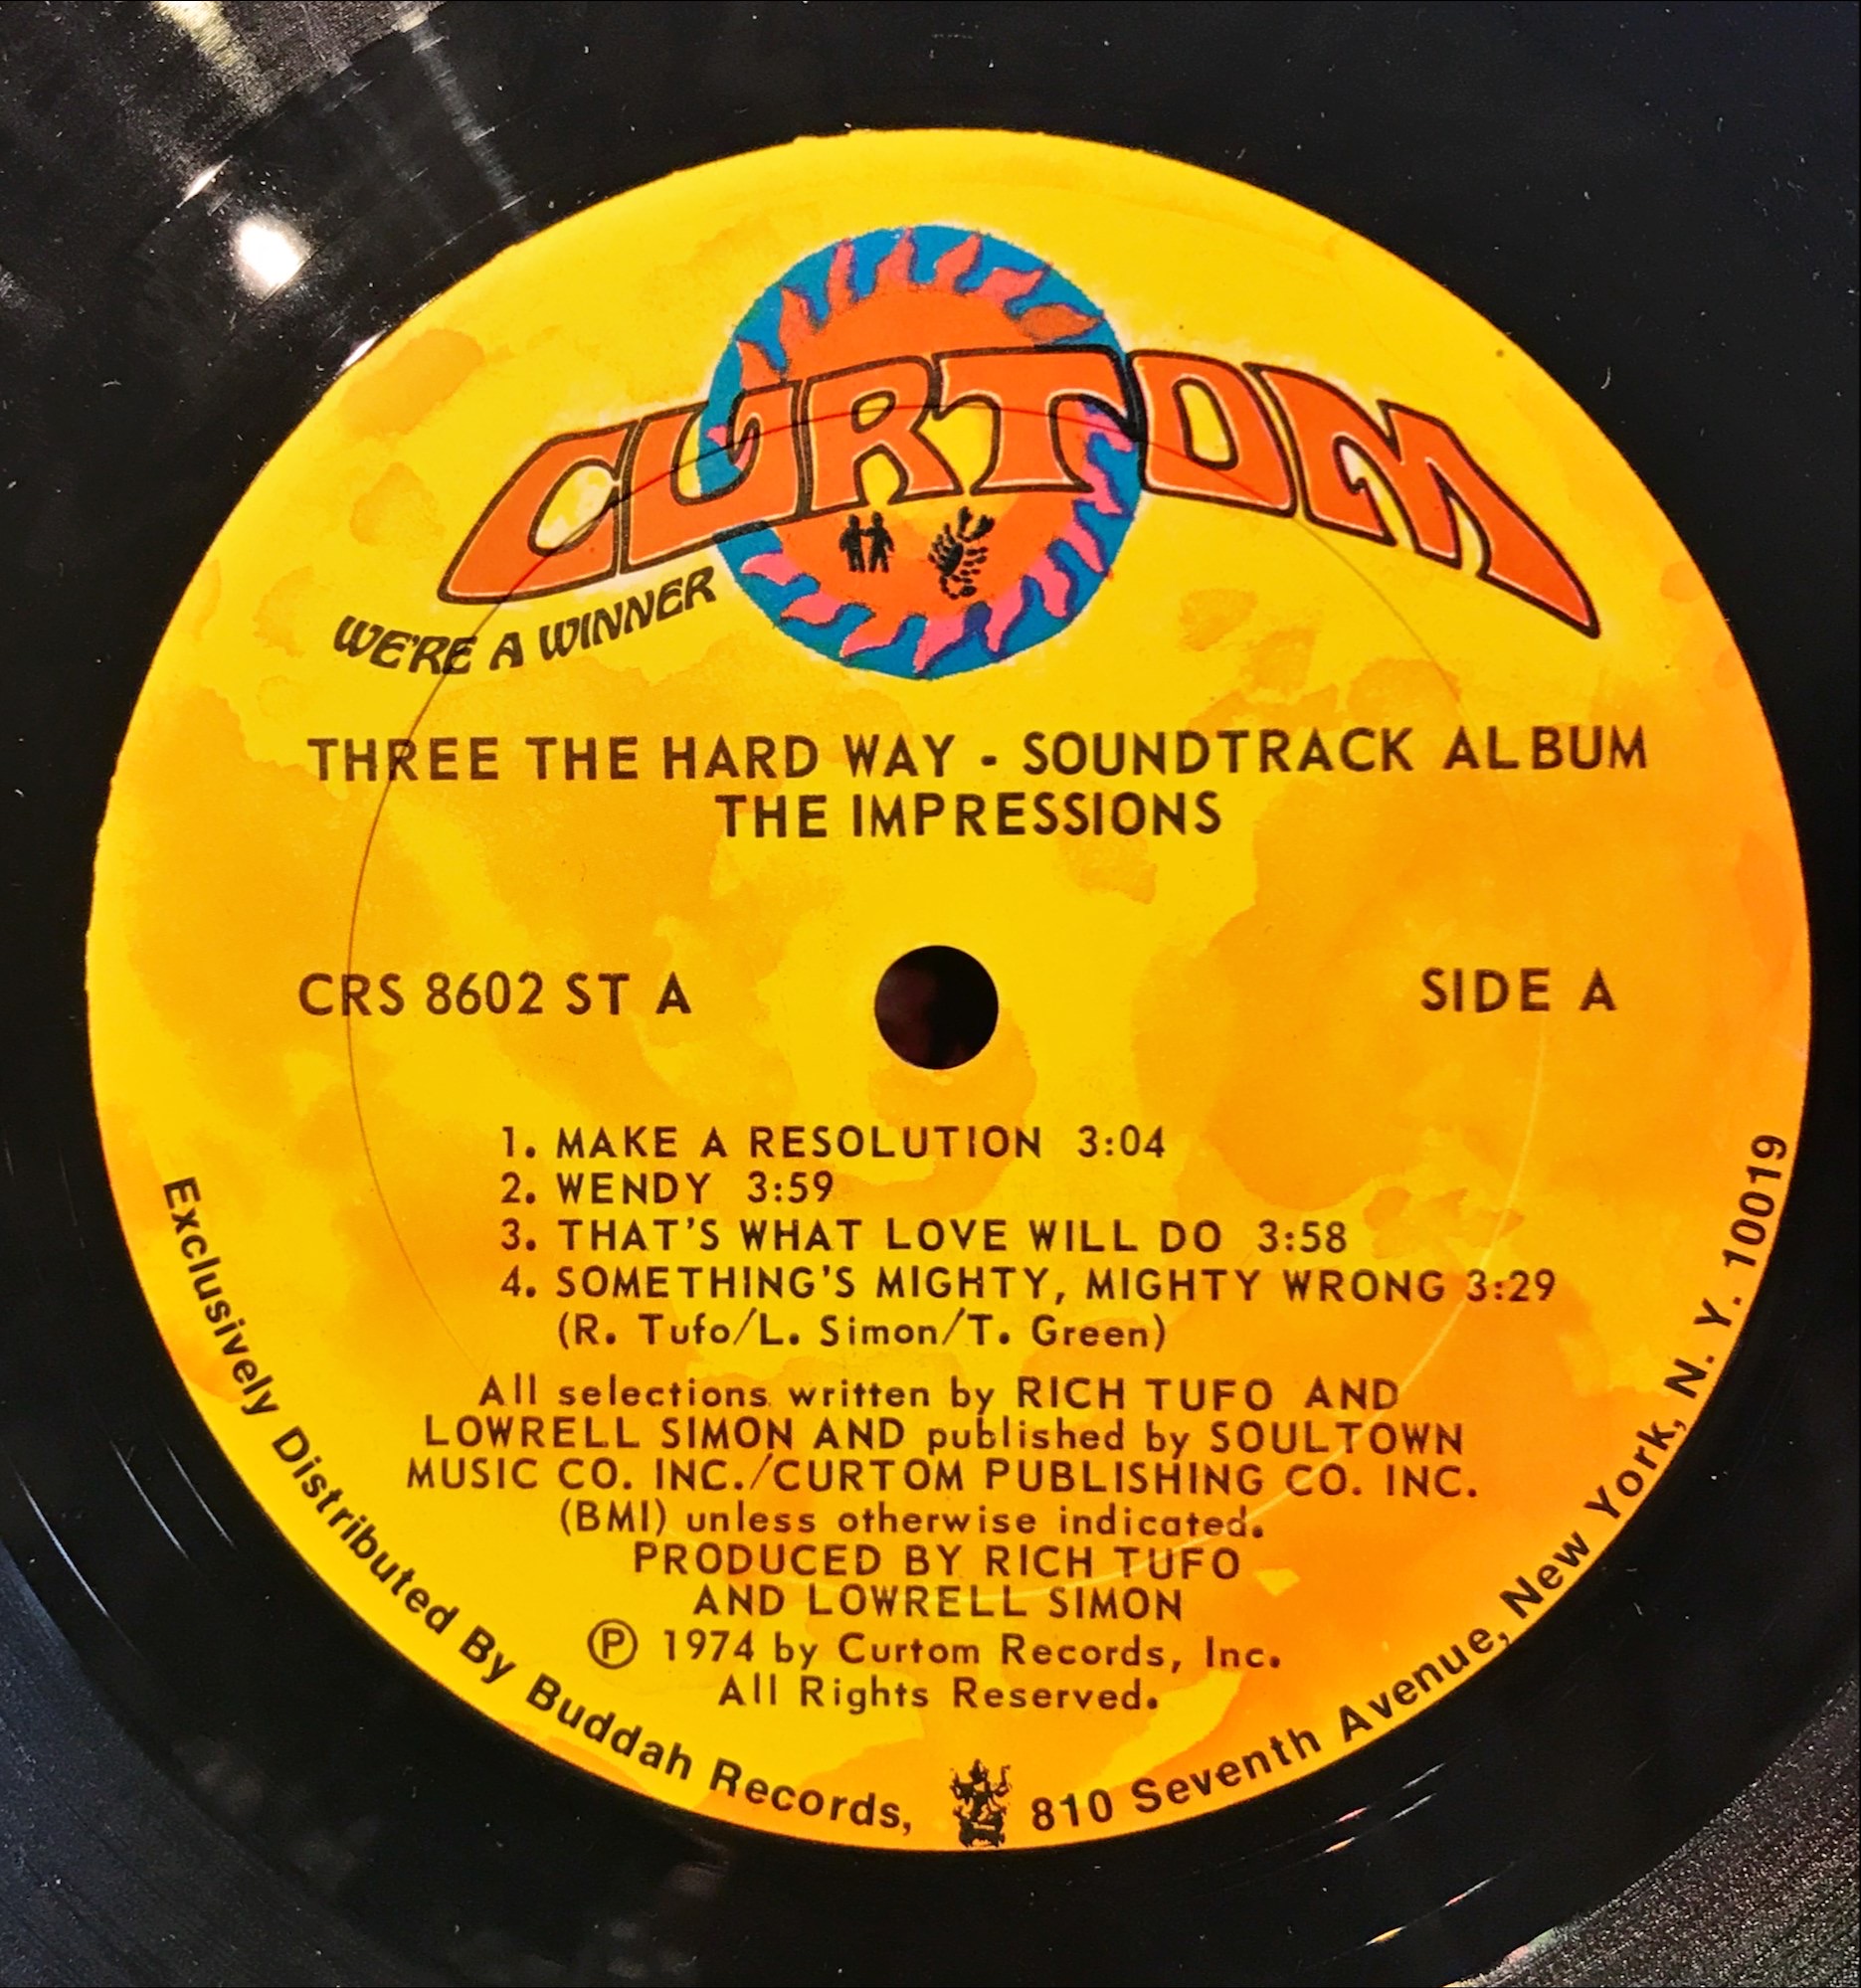 CURTOM
WE'RE A WINNER
THREE THE HARD WAY - SOUNDTRACK ALBUM
THE IMPRESSIONS
CRS 8602 ST A
SIDE A
1. MAKE A RESOLUTION 3:04
2. WENDY 3:59
3. THAT'S WHAT LOVE WILL DO 3:58
4. SOMETHING'S MIGHTY, MIGHTY WRONG 3:29
(R. Tufo/L. Simon/T. Green)
All selections written by RICH TUFO AND
LOWRELL SIMON AND published by SOULTOWN
MUSIC CO. INC./CURTOM PUBLISHING CO. INC.
(BMI) unless otherwise indicated.
PRODUCED BY RICH TUFO
AND LOWRELL SIMON
Ⓟ 1974 by Curtom Records, Inc.
All Rights Reserved.
Exclusively Distributed By Buddah Records, 810 Seventh Avenue, New York, N. Y. 10019